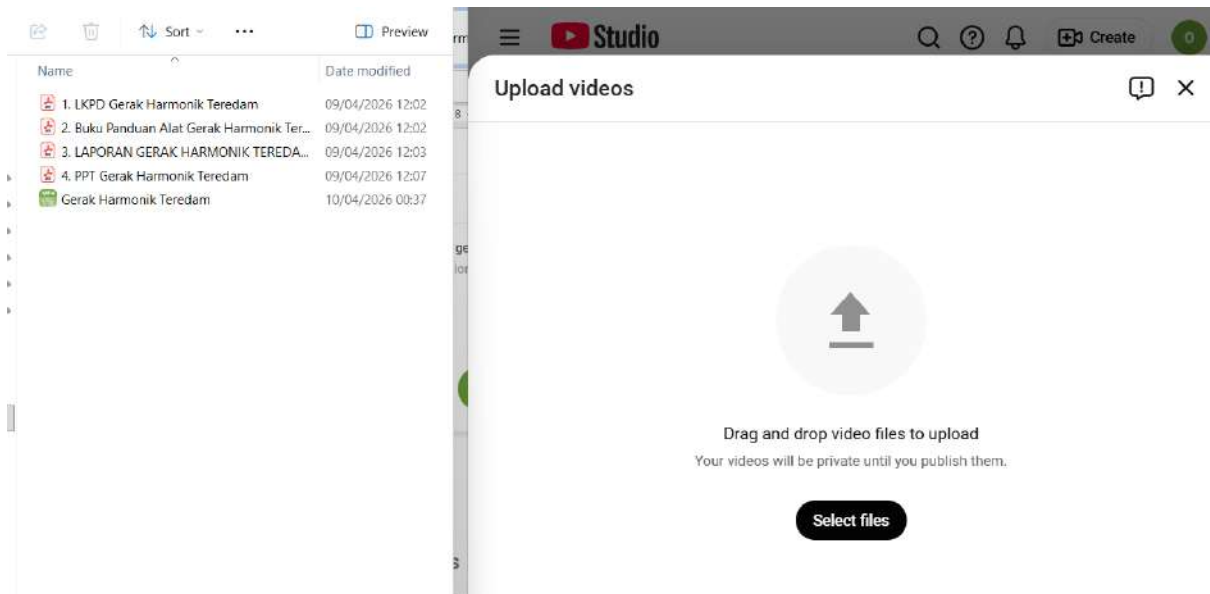 Sort
Preview
Name
Date modified
1. LKPD Gerak Harmonik Teredam
09/04/2026 12:02
2. Buku Panduan Alat Gerak Harmonik Ter...
09/04/2026 12:02
3. LAPORAN GERAK HARMONIK TEREDA...
09/04/2026 12:03
4. PPT Gerak Harmonik Teredam
09/04/2026 12:07
Gerak Harmonik Teredam
10/04/2026 00:37
Studio
Create
Upload videos
Drag and drop video files to upload
Your videos will be private until you publish them.
Select files